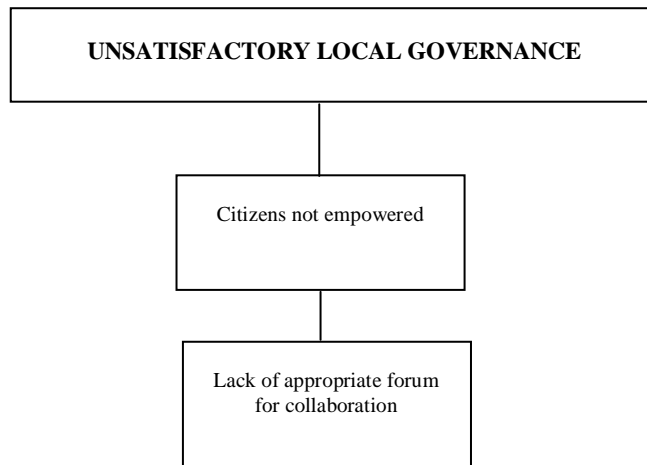 UNSATISFACTORY LOCAL GOVERNANCE
Citizens not empowered
Lack of appropriate forum
for collaboration